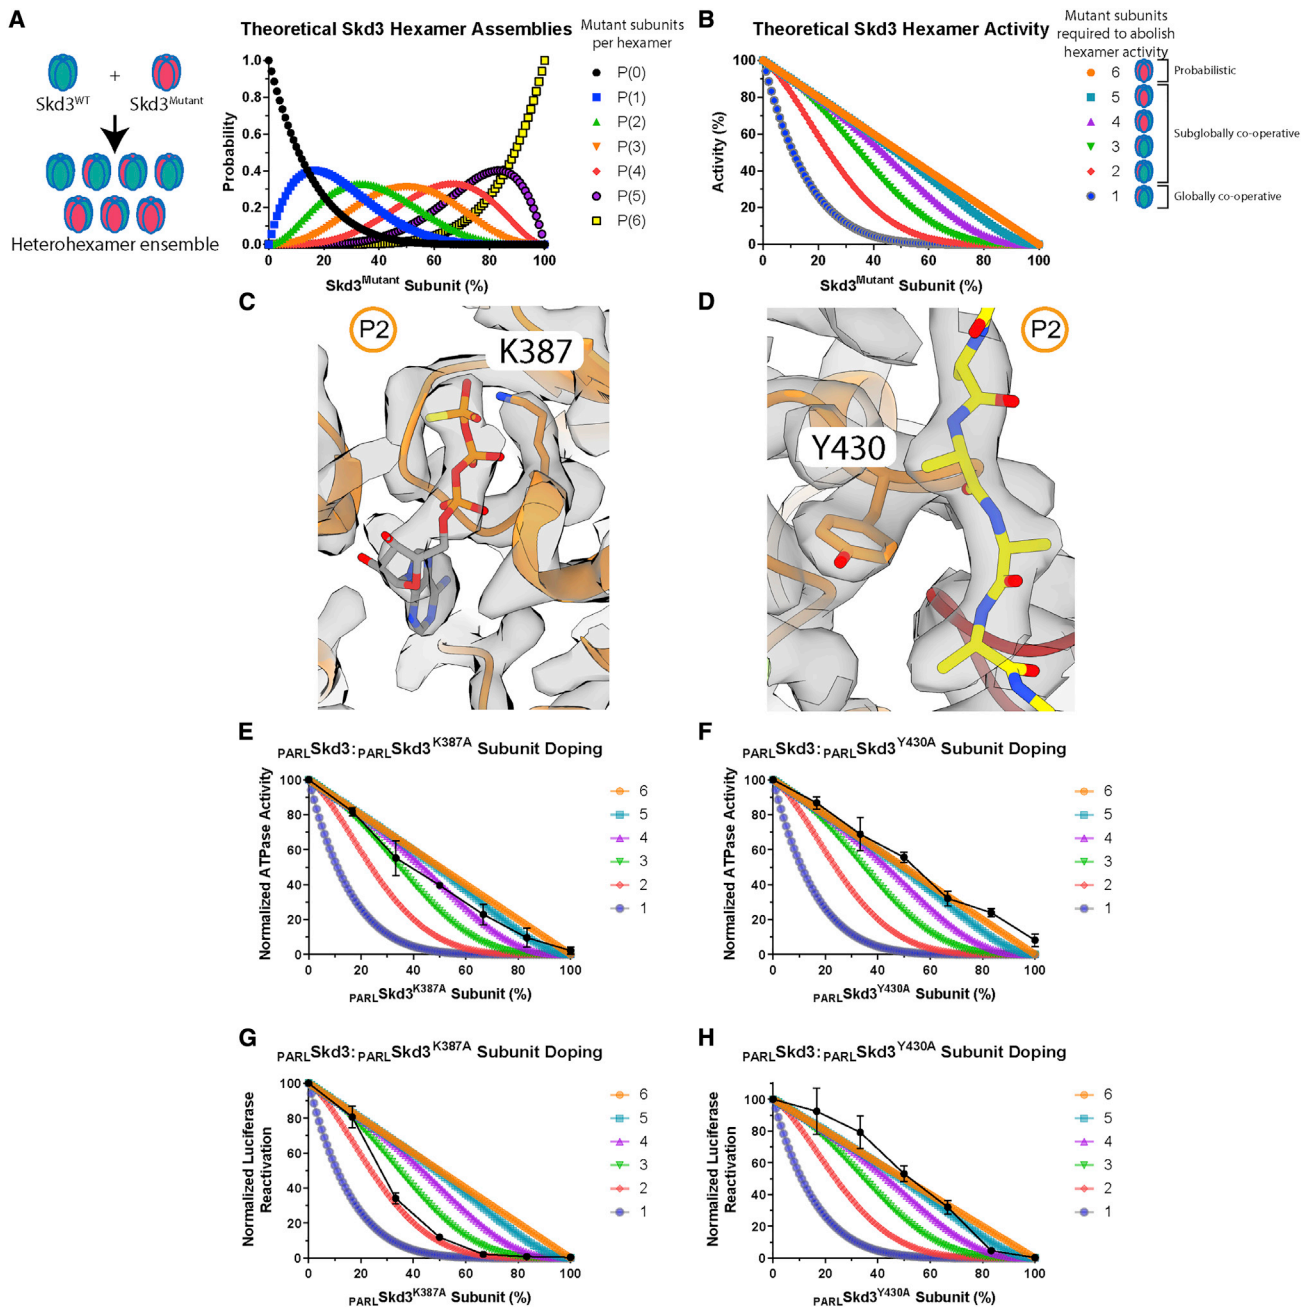 A
Theoretical Skd3 Hexamer Assemblies
Mutant subunits
per hexamer
Skd3WT
+
Skd3Mutant
Heterohexamer ensemble
Probability
1.0
0.8
0.6
0.4
0.2
0.0
0
20
40
60
80
100
Skd3Mutant Subunit (%)
P(0)
P(1)
P(2)
P(3)
P(4)
P(5)
P(6)
B
Theoretical Skd3 Hexamer Activity
Mutant subunits
required to abolish
hexamer activity
Activity (%)
100
80
60
40
20
0
0
20
40
60
80
100
Skd3Mutant Subunit (%)
6
5
4
3
2
1
Probabilistic
Subglobally co-operative
Globally co-operative
C
P2
K387
D
P2
Y430
E
PARLSkd3:PARLSkd3K387A Subunit Doping
Normalized ATPase Activity
100
80
60
40
20
0
0
20
40
60
80
100
PARLSkd3K387A Subunit (%)
6
5
4
3
2
1
F
PARLSkd3:PARLSkd3Y430A Subunit Doping
Normalized ATPase Activity
100
80
60
40
20
0
0
20
40
60
80
100
PARLSkd3Y430A Subunit (%)
6
5
4
3
2
1
G
PARLSkd3:PARLSkd3K387A Subunit Doping
Normalized Luciferase
Reactivation
100
80
60
40
20
0
0
20
40
60
80
100
PARLSkd3K387A Subunit (%)
6
5
4
3
2
1
H
PARLSkd3:PARLSkd3Y430A Subunit Doping
Normalized Luciferase
Reactivation
100
80
60
40
20
0
0
20
40
60
80
100
PARLSkd3Y430A Subunit (%)
6
5
4
3
2
1